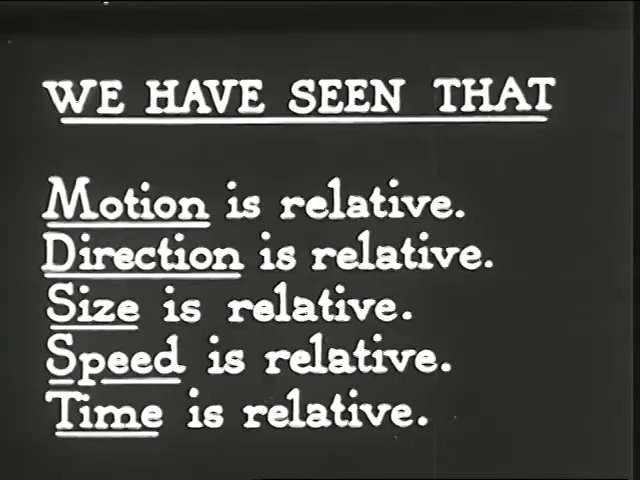 WE HAVE SEEN THAT
Motion is relative.
Direction is relative.
Size is relative.
Speed is relative.
Time is relative.